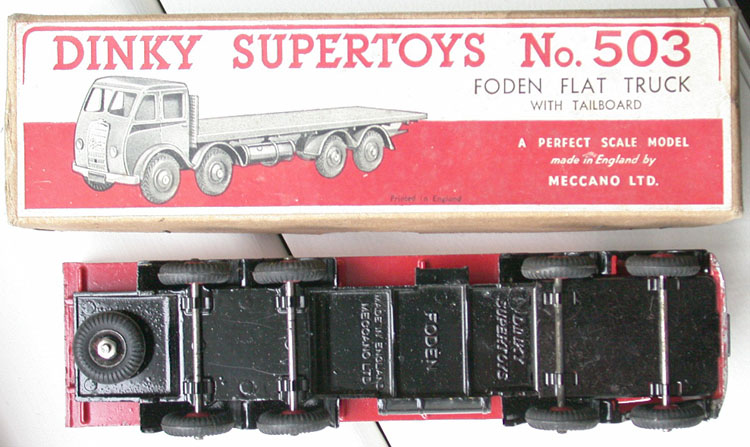 DINKY SUPERTOYS No. 503
FODEN FLAT TRUCK
WITH TAILBOARD
A PERFECT SCALE MODEL
made in England by
MECCANO LTD.
Printed in England
MADE IN ENGLAND
MECCANO LTD
FODEN
DINKY
SUPERTOYS